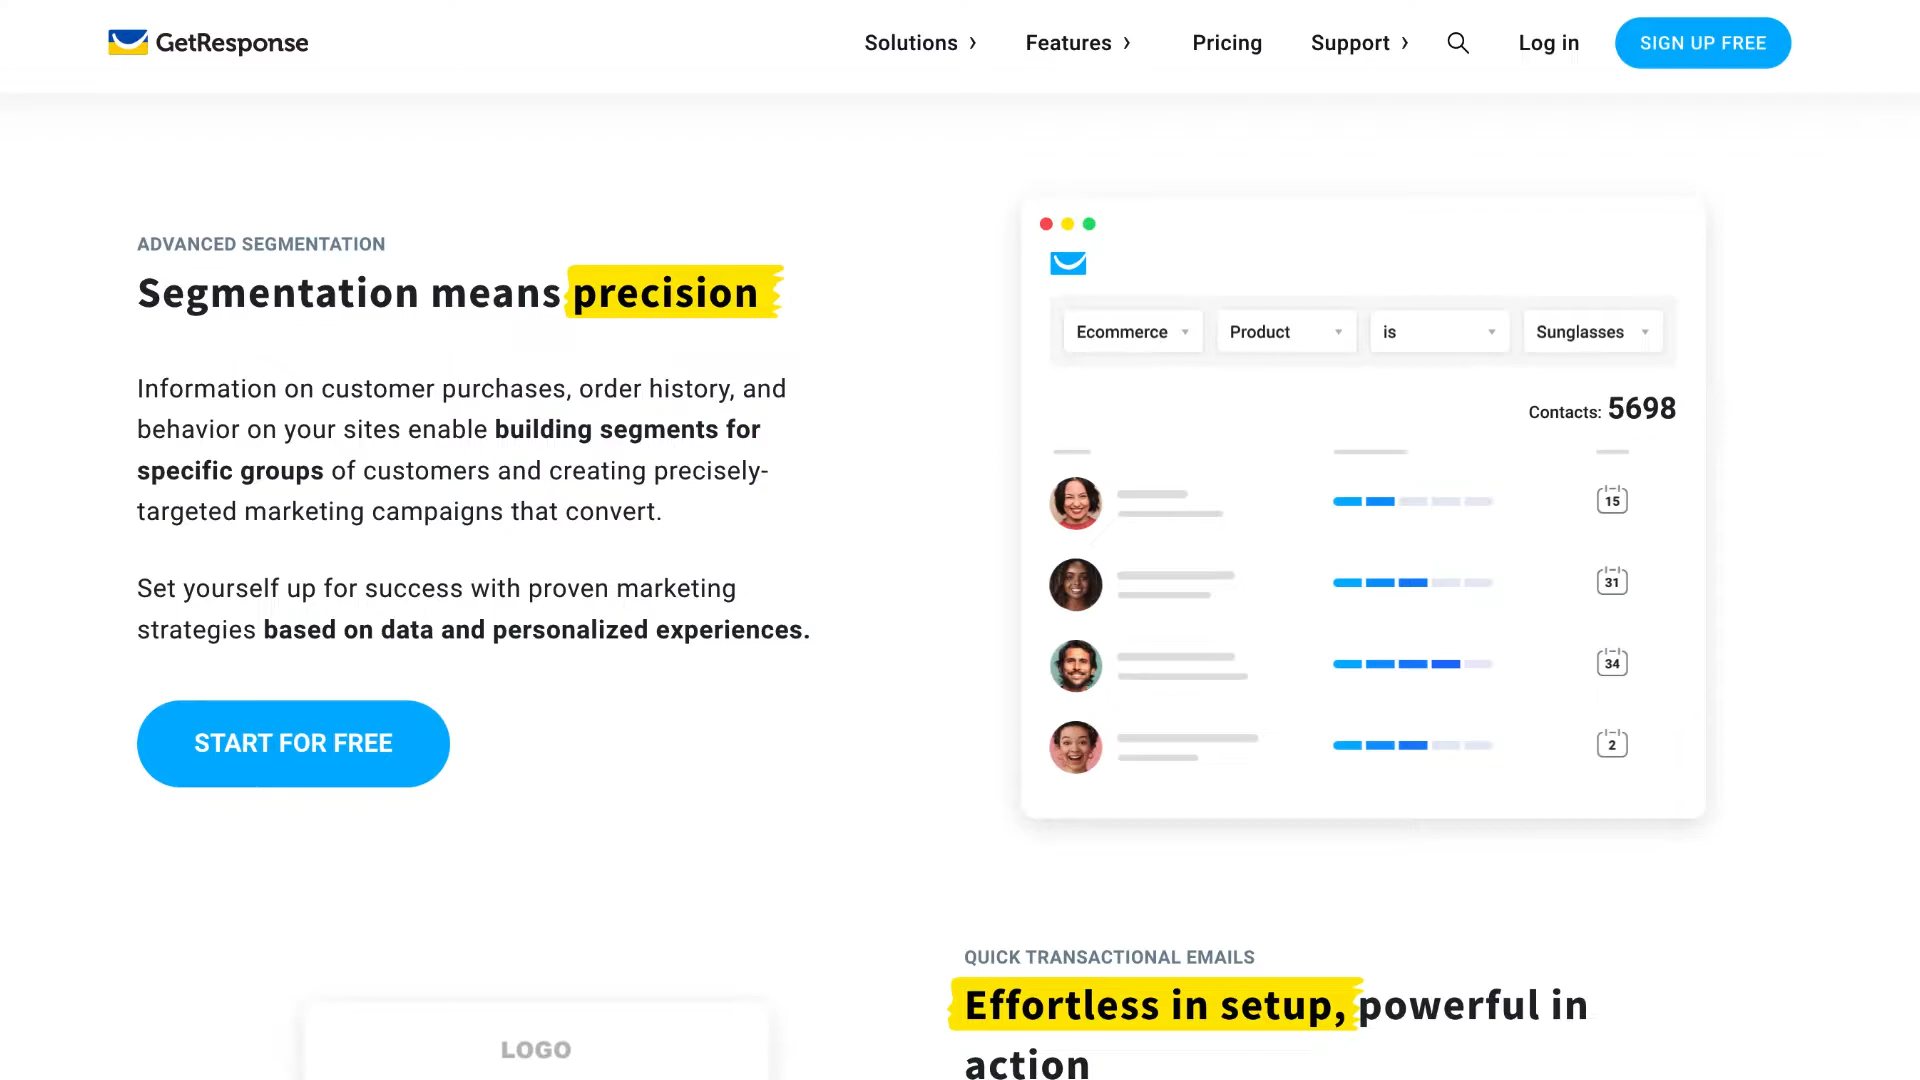 GetResponse
Solutions
Features
Pricing
Support
Log in
SIGN UP FREE
ADVANCED SEGMENTATION
Segmentation means precision
Information on customer purchases, order history, and
behavior on your sites enable building segments for
specific groups of customers and creating precisely-
targeted marketing campaigns that convert.
Set yourself up for success with proven marketing
strategies based on data and personalized experiences.
START FOR FREE
Ecommerce
Product
is
Sunglasses
Contacts: 5698
15
31
34
2
QUICK TRANSACTIONAL EMAILS
Effortless in setup, powerful in
action
LOGO